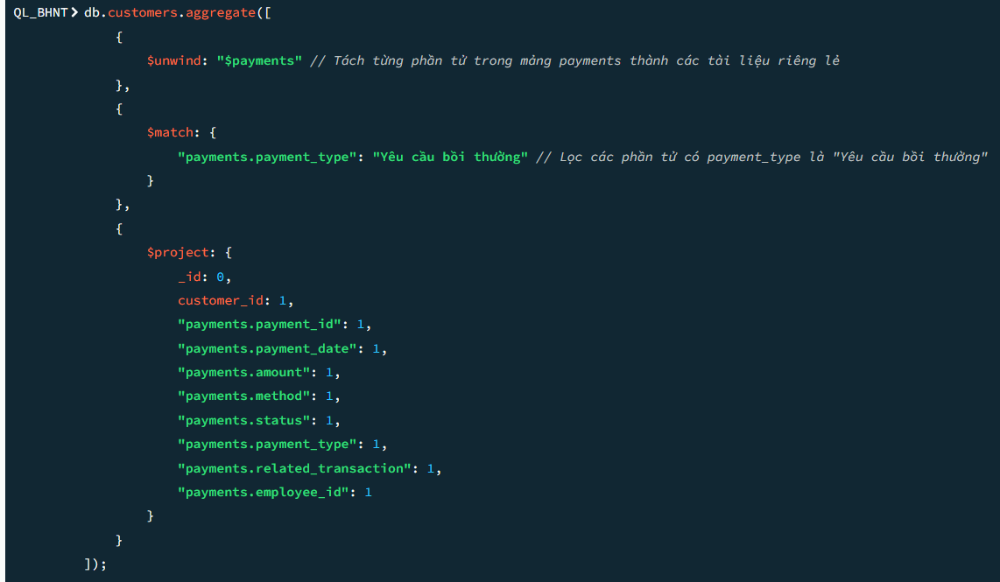 QL_BHNT> db.customers.aggregate([
{
$unwind: "$payments" // Tách từng phần tử trong mảng payments thành các tài liệu riêng lẻ
},
{
$match: {
"payments.payment_type": "Yêu cầu bồi thường" // Lọc các phần tử có payment_type là "Yêu cầu bồi thường"
}
},
{
$project: {
_id: 0,
customer_id: 1,
"payments.payment_id": 1,
"payments.payment_date": 1,
"payments.amount": 1,
"payments.method": 1,
"payments.status": 1,
"payments.payment_type": 1,
"payments.related_transaction": 1,
"payments.employee_id": 1
}
}
]);